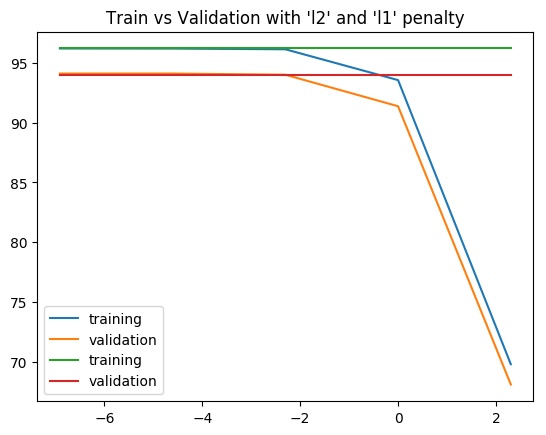 Train vs Validation with 'l2' and 'l1' penalty
95
90
85
80
75
70
training
validation
training
validation
−6
−4
−2
0
2